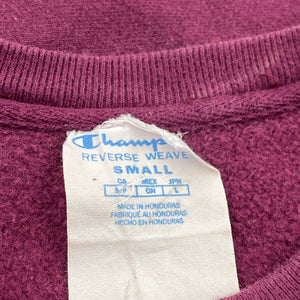 Champ
REVERSE WEAVE
SMALL
CA MEX JPN
S/P CH L
MADE IN HONDURAS
FABRIQUÉ AU HONDURAS
HECHO EN HONDURAS